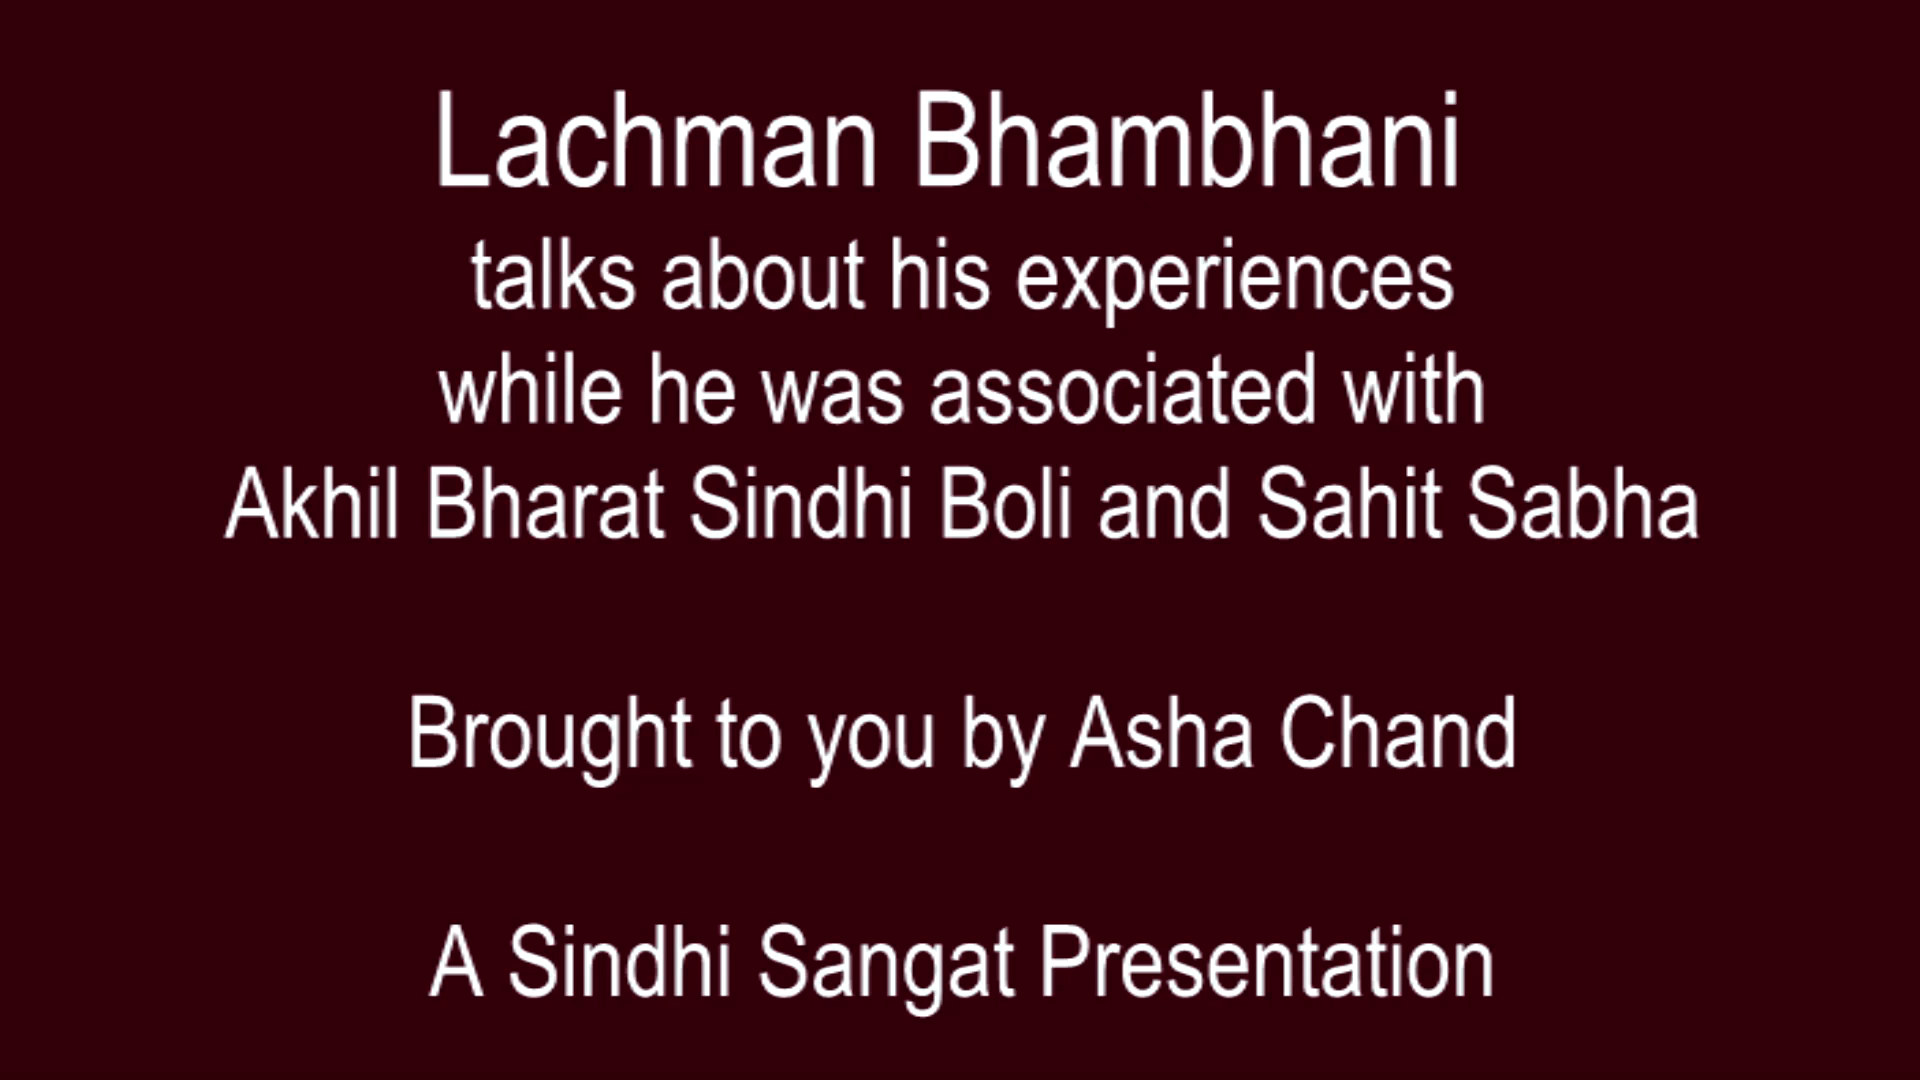 Lachman Bhambhani
talks about his experiences
while he was associated with
Akhil Bharat Sindhi Boli and Sahit Sabha
Brought to you by Asha Chand
A Sindhi Sangat Presentation